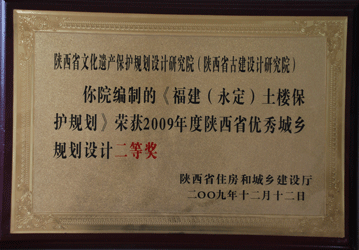 陕西省文化遗产保护规划设计研究院（陕西省古建设计研究院）
你院编制的《福建（永定）土楼保
护规划》荣获2009年度陕西省优秀城乡
规划设计二等奖
陕西省住房和城乡建设厅
二〇〇九年十二月十二日